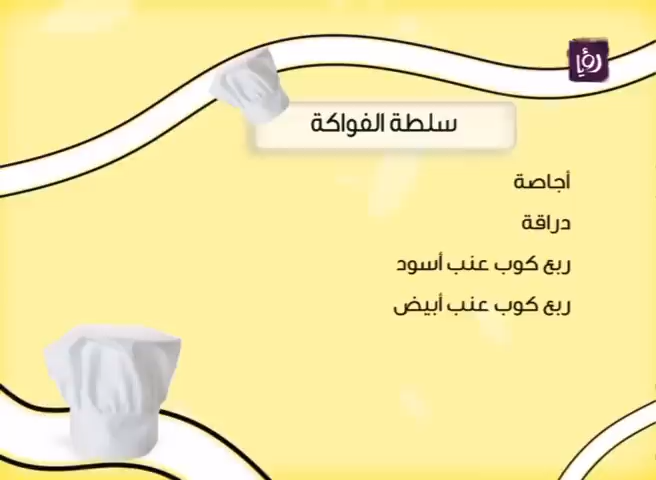 رؤيا
سلطة الفواكة
أجاصة
دراقة
ربع كوب عنب أسود
ربع كوب عنب أبيض